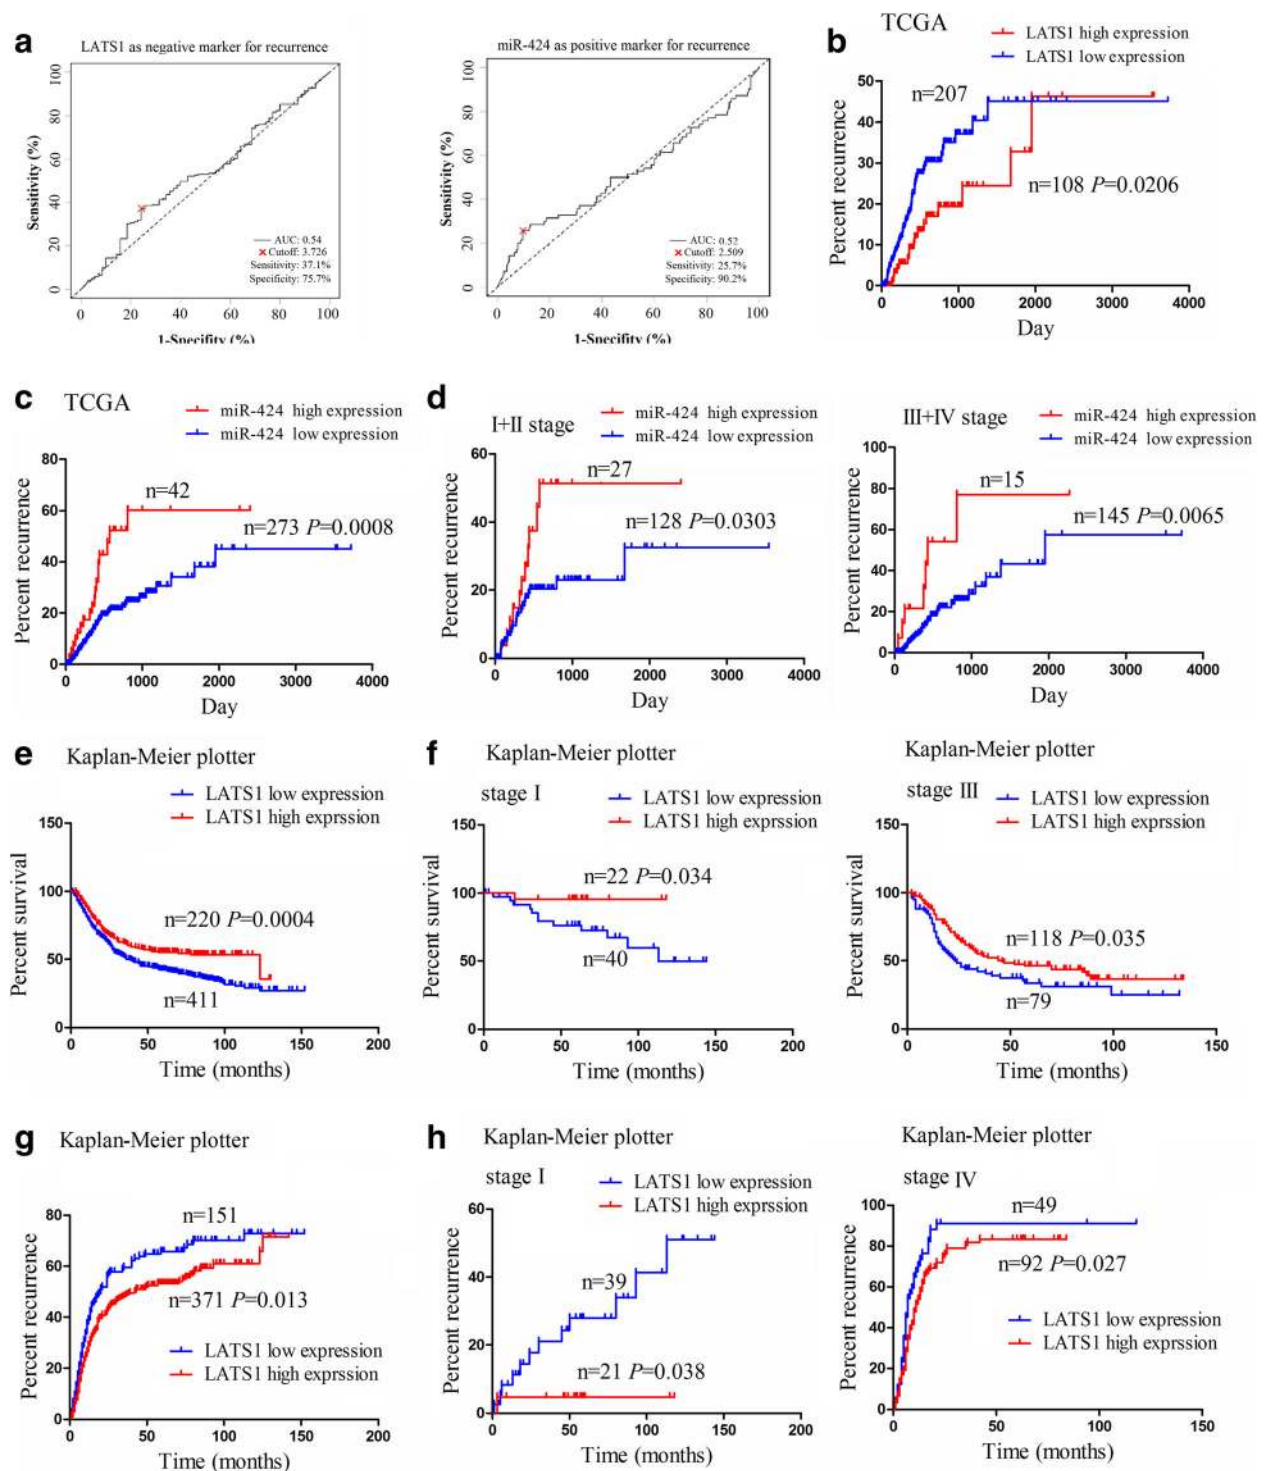 a
LATS1 as negative marker for recurrence
100
80
60
40
20
0
Sensitivity (%)
AUC: 0.54
Cutoff: 3.726
Sensitivity: 37.1%
Specificity: 75.7%
0 20 40 60 80 100
1-Specifity (%)
miR-424 as positive marker for recurrence
100
80
60
40
20
0
Sensitivity (%)
AUC: 0.52
Cutoff: 2.509
Sensitivity: 25.7%
Specificity: 90.2%
0 20 40 60 80 100
1-Specifity (%)
b
TCGA
LATS1 high expression
LATS1 low expression
50
40
30
20
10
0
Percent recurrence
n=207
n=108 P=0.0206
0 1000 2000 3000 4000
Day
c
TCGA
miR-424 high expression
miR-424 low expression
80
60
40
20
0
Percent recurrence
n=42
n=273 P=0.0008
0 1000 2000 3000 4000
Day
d
I+II stage
miR-424 high expression
miR-424 low expression
60
40
20
0
Percent recurrence
n=27
n=128 P=0.0303
0 1000 2000 3000 4000
Day
III+IV stage
miR-424 high expression
miR-424 low expression
100
80
60
40
20
0
Percent recurrence
n=15
n=145 P=0.0065
0 1000 2000 3000 4000
Day
e
Kaplan-Meier plotter
LATS1 low expression
LATS1 high exprssion
150
100
50
0
Percent survival
n=220 P=0.0004
n=411
0 50 100 150 200
Time (months)
f
Kaplan-Meier plotter
stage I
LATS1 low expression
LATS1 high exprssion
150
100
50
0
Percent survival
n=22 P=0.034
n=40
0 50 100 150 200
Time (months)
Kaplan-Meier plotter
stage III
LATS1 low expression
LATS1 high exprssion
150
100
50
0
Percent survival
n=118 P=0.035
n=79
0 50 100 150
Time (months)
g
Kaplan-Meier plotter
80
60
40
20
0
Percent recurrence
n=151
n=371 P=0.013
LATS1 low expression
LATS1 high exprssion
0 50 100 150 200
Time (months)
h
Kaplan-Meier plotter
stage I
LATS1 low expression
LATS1 high exprssion
60
40
20
0
Percent recurrence
n=39
n=21 P=0.038
0 50 100 150 200
Time (months)
Kaplan-Meier plotter
stage IV
100
80
60
40
20
0
Percent recurrence
n=49
n=92 P=0.027
LATS1 low expression
LATS1 high exprssion
0 50 100 150
Time (months)